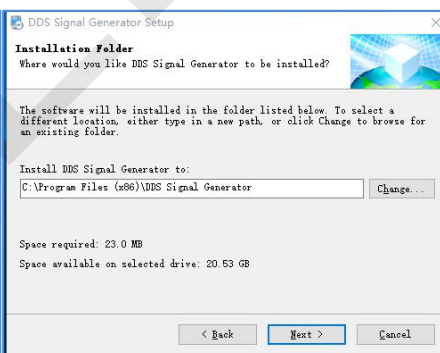 DDS Signal Generator Setup
Installation Folder
Where would you like DDS Signal Generator to be installed?
The software will be installed in the folder listed below. To select a
different location, either type in a new path, or click Change to browse for
an existing folder.
Install DDS Signal Generator to:
C:\Program Files (x86)\DDS Signal Generator
Change...
Space required: 23.0 MB
Space available on selected drive: 20.53 GB
< Back
Next >
Cancel